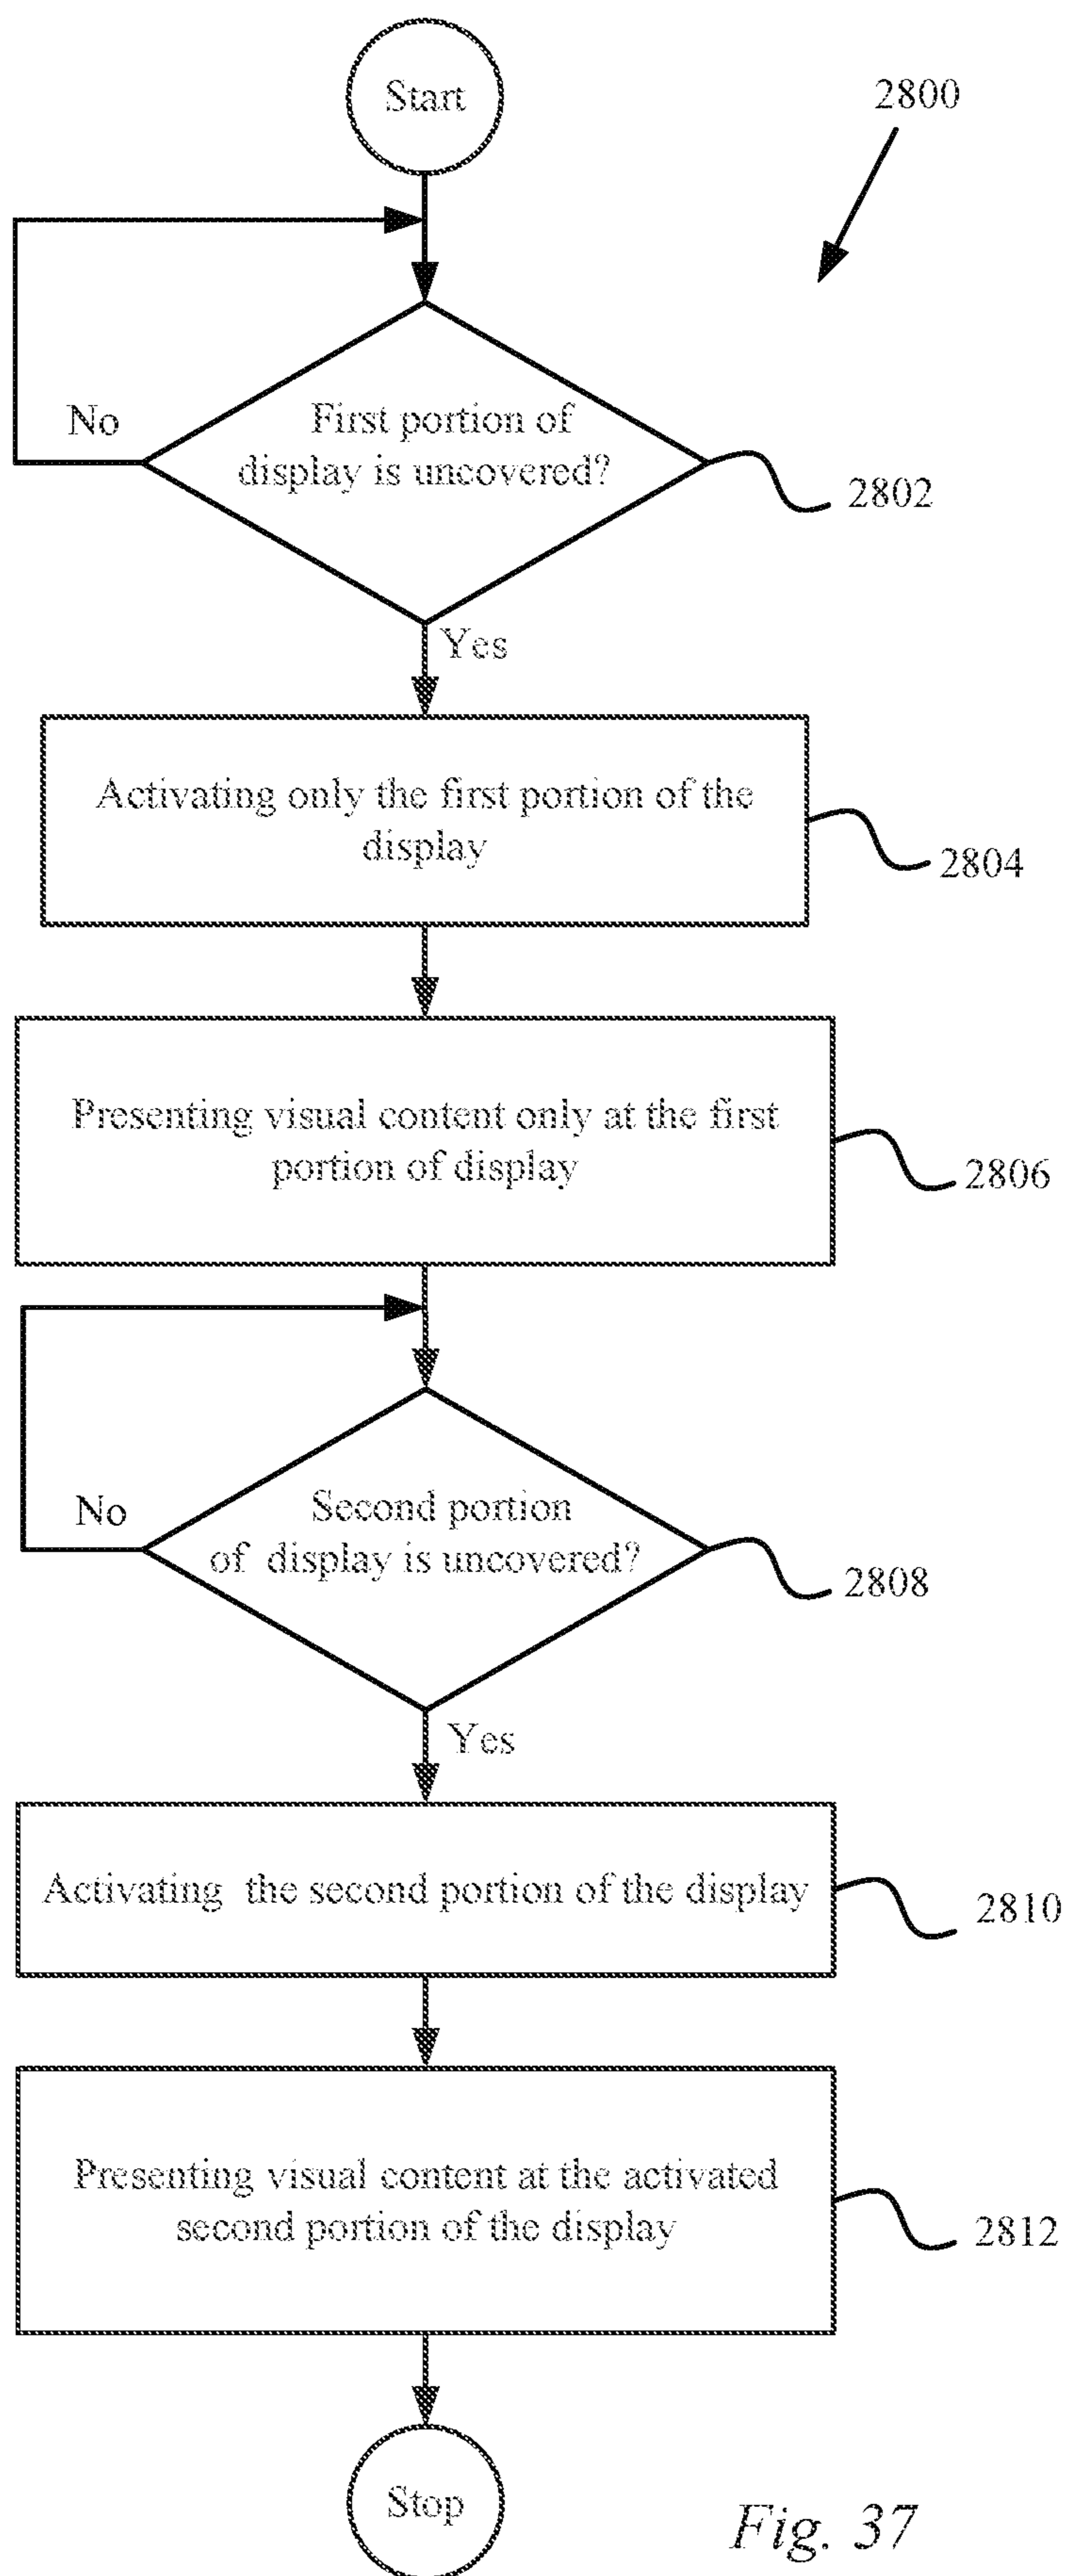 Start
2800
No
First portion of
display is uncovered?
2802
Yes
Activating only the first portion of the
display
2804
Presenting visual content only at the first
portion of display
2806
No
Second portion
of display is uncovered?
2808
Yes
Activating the second portion of the display
2810
Presenting visual content at the activated
second portion of the display
2812
Stop
Fig. 37